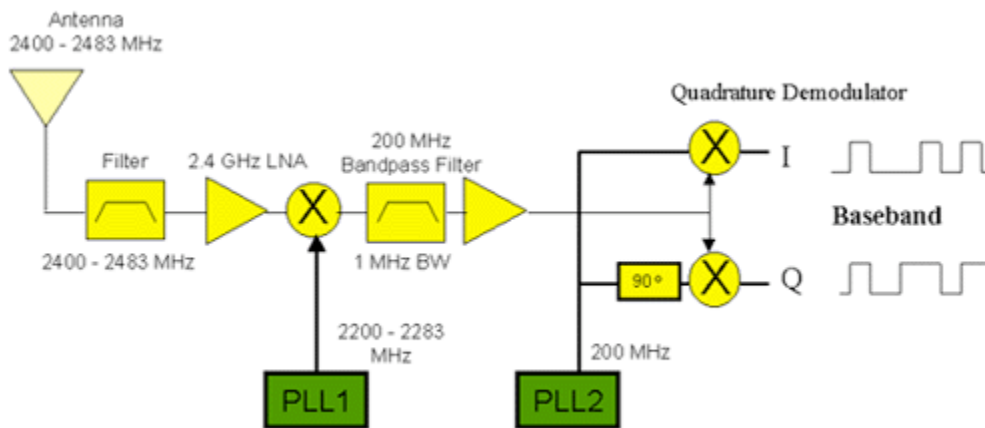 Antenna
2400 - 2483 MHz
Quadrature Demodulator
Filter
2.4 GHz LNA
200 MHz
Bandpass Filter
X
X
I
Baseband
2400 - 2483 MHz
1 MHz BW
90°
X
Q
2200 - 2283
MHz
200 MHz
PLL1
PLL2